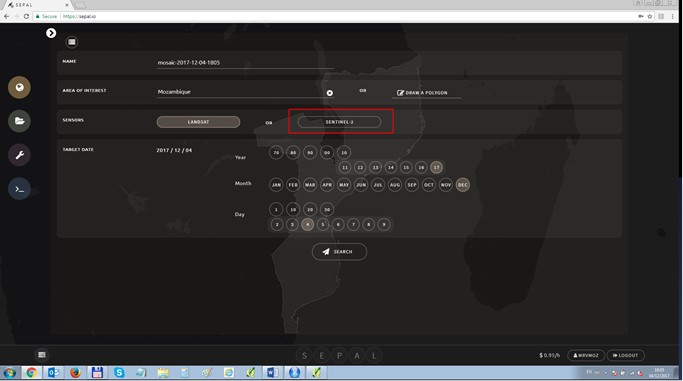 SEPAL
Secure https://sepal.io
NAME mosaic-2017-12-04-1805
AREA OF INTEREST Mozambique OR DRAW A POLYGON
SENSORS LANDSAT OR SENTINEL-2
TARGET DATE 2017 / 12 / 04
Year 70 80 90 00 10
11 12 13 14 15 16 17
Month JAN FEB MAR APR MAY JUN JUL AUG SEP OCT NOV DEC
Day 1 10 20 30
2 3 4 5 6 7 8 9
SEARCH
S E P A L
$ 0.95/h MRVMOZ LOGOUT
FR 18:05
04/12/2017